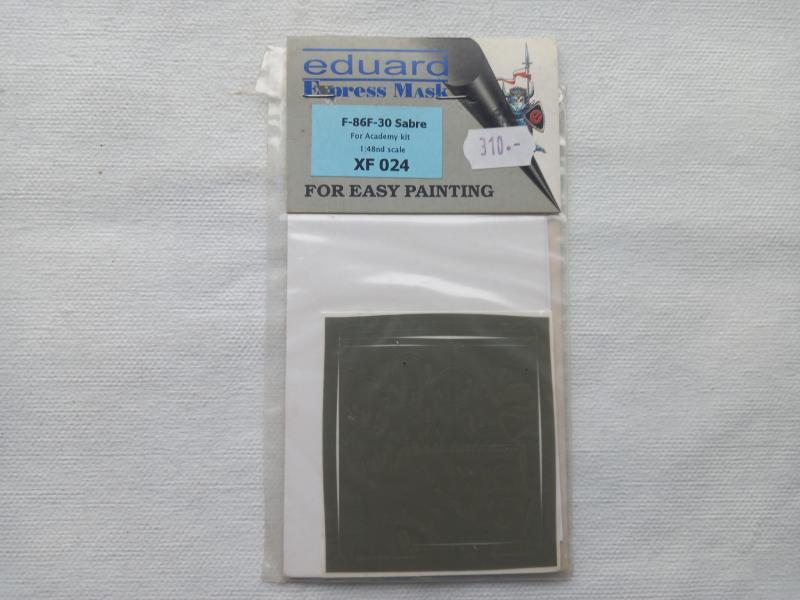 eduard
Express Mask
F-86F-30 Sabre
For Academy kit
1:48nd scale
XF 024
310.-
FOR EASY PAINTING